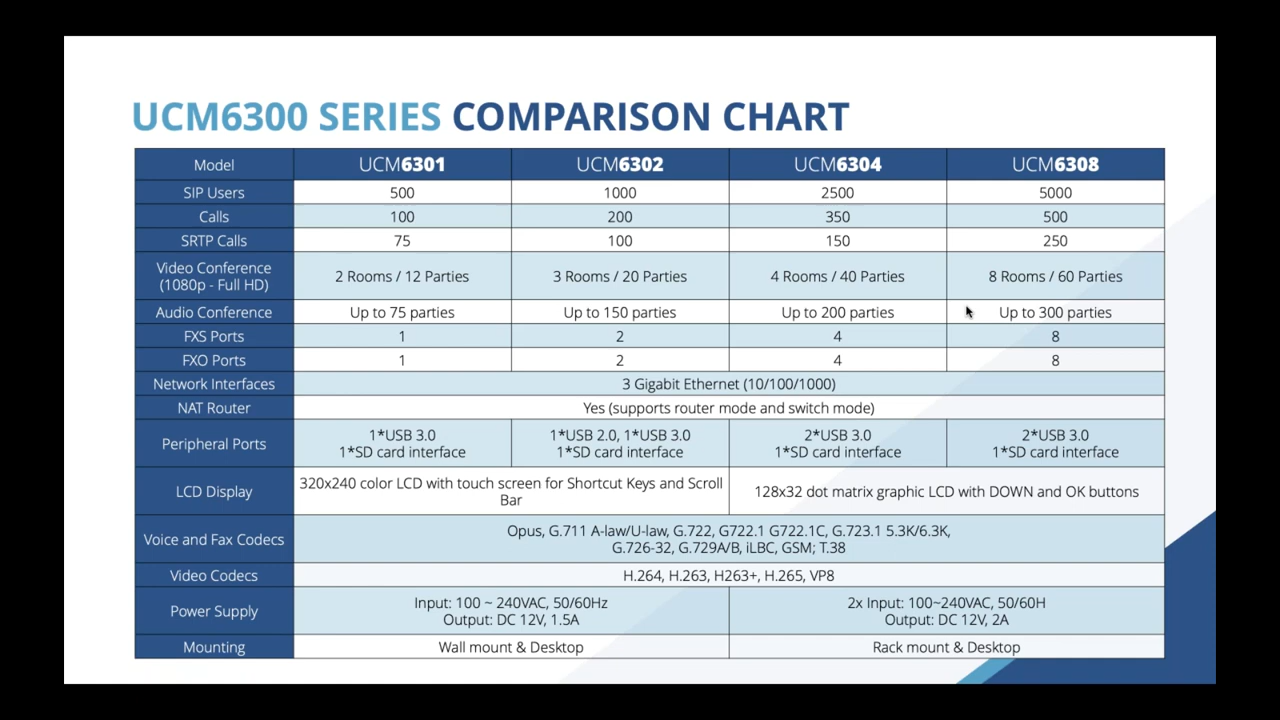 UCM6300 SERIES COMPARISON CHART
Model UCM6301 UCM6302 UCM6304 UCM6308
SIP Users 500 1000 2500 5000
Calls 100 200 350 500
SRTP Calls 75 100 150 250
Video Conference
(1080p - Full HD) 2 Rooms / 12 Parties 3 Rooms / 20 Parties 4 Rooms / 40 Parties 8 Rooms / 60 Parties
Audio Conference Up to 75 parties Up to 150 parties Up to 200 parties Up to 300 parties
FXS Ports 1 2 4 8
FXO Ports 1 2 4 8
Network Interfaces 3 Gigabit Ethernet (10/100/1000)
NAT Router Yes (supports router mode and switch mode)
Peripheral Ports 1*USB 3.0 1*USB 2.0, 1*USB 3.0 2*USB 3.0 2*USB 3.0
1*SD card interface 1*SD card interface 1*SD card interface 1*SD card interface
LCD Display 320x240 color LCD with touch screen for Shortcut Keys and Scroll
Bar 128x32 dot matrix graphic LCD with DOWN and OK buttons
Voice and Fax Codecs Opus, G.711 A-law/U-law, G.722, G722.1 G722.1C, G.723.1 5.3K/6.3K,
G.726-32, G.729A/B, iLBC, GSM; T.38
Video Codecs H.264, H.263, H263+, H.265, VP8
Power Supply Input: 100 ~ 240VAC, 50/60Hz 2x Input: 100~240VAC, 50/60H
Output: DC 12V, 1.5A Output: DC 12V, 2A
Mounting Wall mount & Desktop Rack mount & Desktop